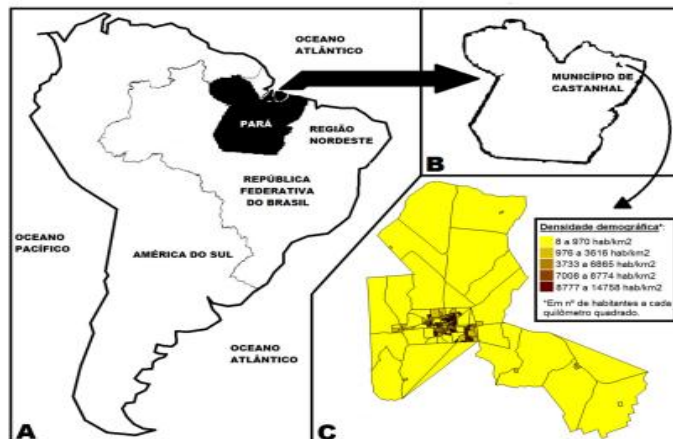 OCEANO
ATLÂNTICO
PARÁ
REGIÃO
NORDESTE
REPÚBLICA
FEDERATIVA
DO BRASIL
OCEANO
PACÍFICO
AMÉRICA DO SUL
OCEANO
ATLÂNTICO
A
MUNICÍPIO DE
CASTANHAL
B
Densidade demográfica*:
8 a 970 hab/km2
976 a 3616 hab/km2
3733 a 6865 hab/km2
7006 a 8774 hab/km2
8777 a 14758 hab/km2
*Em nº de habitantes a cada
quilômetro quadrado.
C